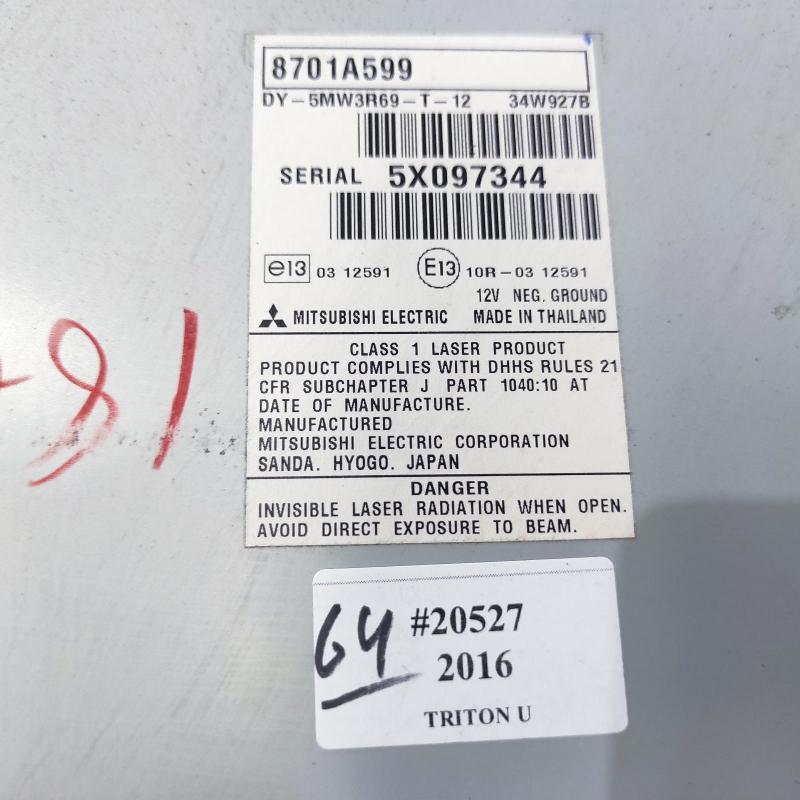 8701A599
DY-5MW3R69-T-12 34W927B
SERIAL 5X097344
e13 03 12591 E13 10R-03 12591
12V NEG. GROUND
MITSUBISHI ELECTRIC MADE IN THAILAND
CLASS 1 LASER PRODUCT
PRODUCT COMPLIES WITH DHHS RULES 21
CFR SUBCHAPTER J PART 1040:10 AT
DATE OF MANUFACTURE.
MANUFACTURED
MITSUBISHI ELECTRIC CORPORATION
SANDA. HYOGO. JAPAN
DANGER
INVISIBLE LASER RADIATION WHEN OPEN.
AVOID DIRECT EXPOSURE TO BEAM.
64 #20527
2016
TRITON U